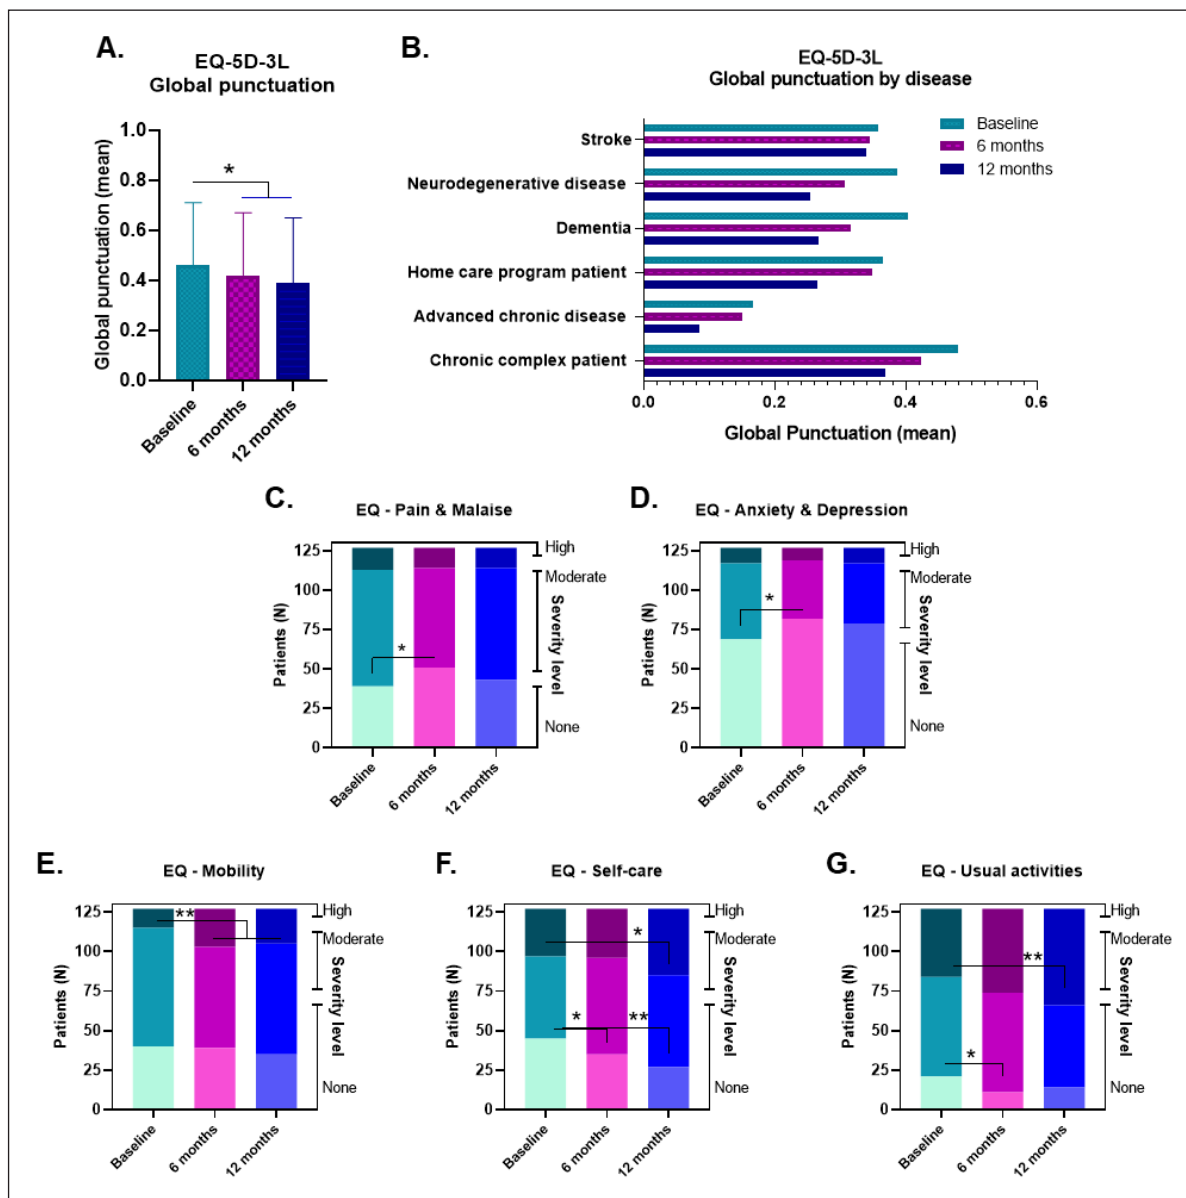 A.
EQ-5D-3L
Global punctuation
Global punctuation (mean)
1.0
0.8
0.6
0.4
0.2
0.0
*
Baseline
6 months
12 months
B.
EQ-5D-3L
Global punctuation by disease
Baseline
6 months
12 months
Stroke
Neurodegenerative disease
Dementia
Home care program patient
Advanced chronic disease
Chronic complex patient
0.0 0.2 0.4 0.6
Global Punctuation (mean)
C.
EQ - Pain & Malaise
Patients (N)
125
100
75
50
25
0
*
Baseline
6 months
12 months
High
Moderate
None
Severity level
D.
EQ - Anxiety & Depression
Patients (N)
125
100
75
50
25
0
*
Baseline
6 months
12 months
High
Moderate
None
Severity level
E.
EQ - Mobility
Patients (N)
125
100
75
50
25
0
**
Baseline
6 months
12 months
High
Moderate
None
Severity level
F.
EQ - Self-care
Patients (N)
125
100
75
50
25
0
*
* **
Baseline
6 months
12 months
High
Moderate
None
Severity level
G.
EQ - Usual activities
Patients (N)
125
100
75
50
25
0
**
*
Baseline
6 months
12 months
High
Moderate
None
Severity level